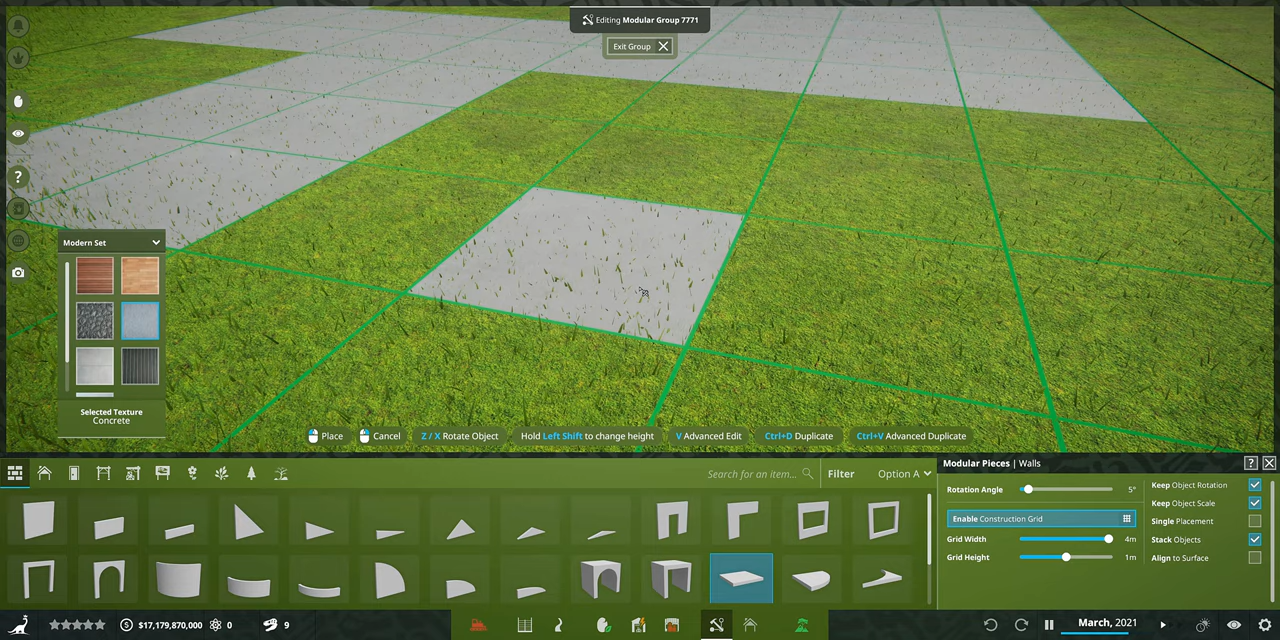 Editing Modular Group 7771
Exit Group
?
Modern Set
Selected Texture
Concrete
Place
Cancel
Z / X Rotate Object
Hold Left Shift to change height
V Advanced Edit
Ctrl+D Duplicate
Ctrl+V Advanced Duplicate
Search for an item...
Filter
Option A
Modular Pieces | Walls
?
Rotation Angle
5°
Keep Object Rotation
Keep Object Scale
Enable Construction Grid
Single Placement
Grid Width
4m
Stack Objects
Grid Height
1m
Align to Surface
$17,179,870,000
0
9
March, 2021